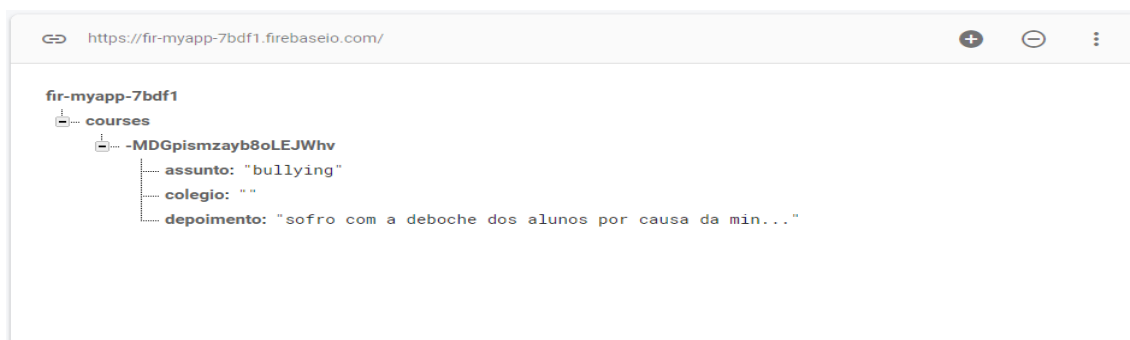 https://fir-myapp-7bdf1.firebaseio.com/
fir-myapp-7bdf1
courses
-MDGpismzayb8oLEJWhv
assunto: "bullying"
colegio: ""
depoimento: "sofro com a deboche dos alunos por causa da min..."